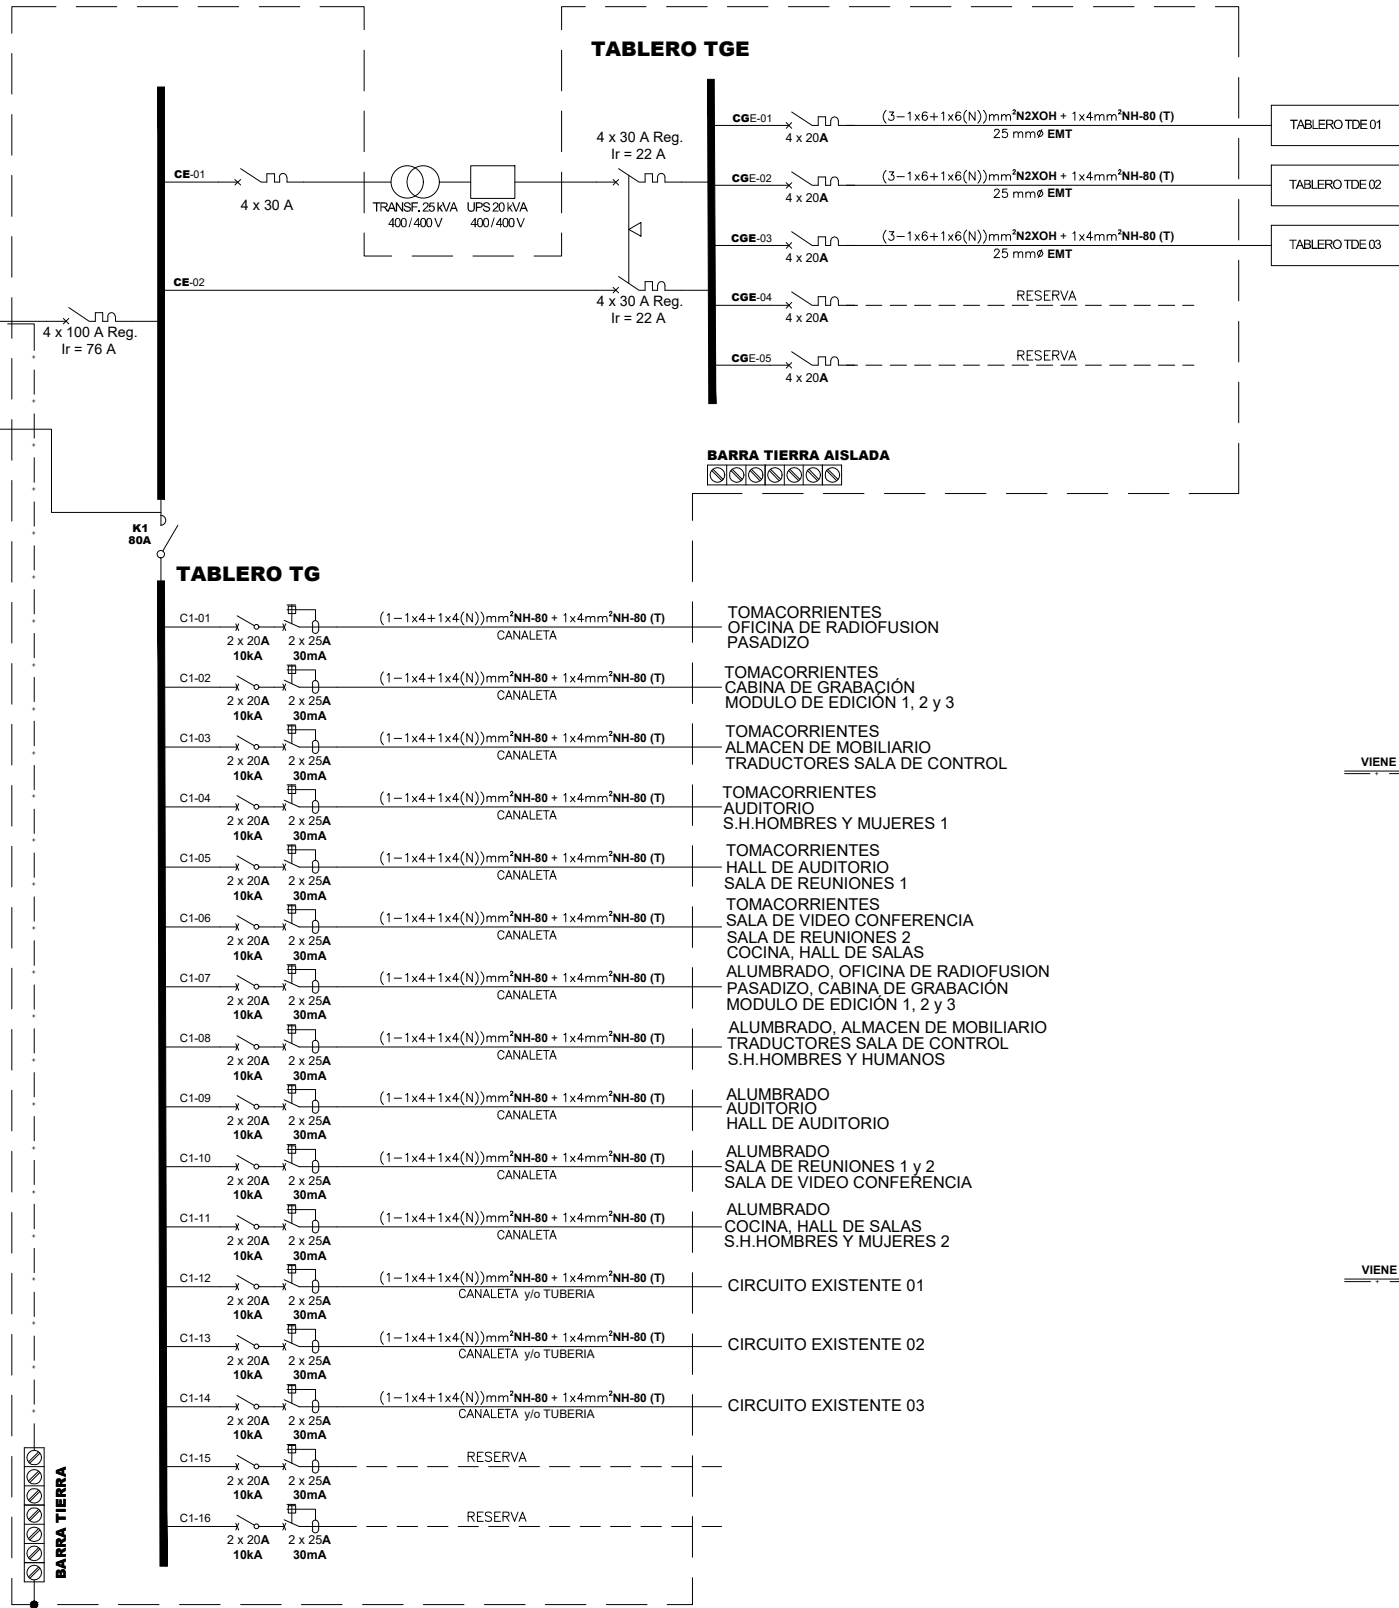 TABLERO TGE
CE-01
4 x 30 A
TRANSF. 25 kVA
400 / 400 V
UPS 20 kVA
400 / 400 V
4 x 30 A Reg.
Ir = 22 A
CE-02
4 x 30 A Reg.
Ir = 22 A
4 x 100 A Reg.
Ir = 76 A
CGE-01
4 x 20A
(3-1x6+1x6(N))mm²N2XOH + 1x4mm²NH-80 (T)
25 mmø EMT
TABLERO TDE 01
CGE-02
4 x 20A
(3-1x6+1x6(N))mm²N2XOH + 1x4mm²NH-80 (T)
25 mmø EMT
TABLERO TDE 02
CGE-03
4 x 20A
(3-1x6+1x6(N))mm²N2XOH + 1x4mm²NH-80 (T)
25 mmø EMT
TABLERO TDE 03
CGE-04
4 x 20A
RESERVA
CGE-05
4 x 20A
RESERVA
BARRA TIERRA AISLADA
K1
80A
TABLERO TG
C1-01
2 x 20A
10kA
2 x 25A
30mA
(1-1x4+1x4(N))mm²NH-80 + 1x4mm²NH-80 (T)
CANALETA
TOMACORRIENTES
OFICINA DE RADIOFUSION
PASADIZO
C1-02
2 x 20A
10kA
2 x 25A
30mA
(1-1x4+1x4(N))mm²NH-80 + 1x4mm²NH-80 (T)
CANALETA
TOMACORRIENTES
CABINA DE GRABACIÓN
MODULO DE EDICIÓN 1, 2 y 3
C1-03
2 x 20A
10kA
2 x 25A
30mA
(1-1x4+1x4(N))mm²NH-80 + 1x4mm²NH-80 (T)
CANALETA
TOMACORRIENTES
ALMACEN DE MOBILIARIO
TRADUCTORES SALA DE CONTROL
C1-04
2 x 20A
10kA
2 x 25A
30mA
(1-1x4+1x4(N))mm²NH-80 + 1x4mm²NH-80 (T)
CANALETA
TOMACORRIENTES
AUDITORIO
S.H.HOMBRES Y MUJERES 1
C1-05
2 x 20A
10kA
2 x 25A
30mA
(1-1x4+1x4(N))mm²NH-80 + 1x4mm²NH-80 (T)
CANALETA
TOMACORRIENTES
HALL DE AUDITORIO
SALA DE REUNIONES 1
C1-06
2 x 20A
10kA
2 x 25A
30mA
(1-1x4+1x4(N))mm²NH-80 + 1x4mm²NH-80 (T)
CANALETA
TOMACORRIENTES
SALA DE VIDEO CONFERENCIA
SALA DE REUNIONES 2
COCINA, HALL DE SALAS
C1-07
2 x 20A
10kA
2 x 25A
30mA
(1-1x4+1x4(N))mm²NH-80 + 1x4mm²NH-80 (T)
CANALETA
ALUMBRADO, OFICINA DE RADIOFUSION
PASADIZO, CABINA DE GRABACIÓN
MODULO DE EDICIÓN 1, 2 y 3
C1-08
2 x 20A
10kA
2 x 25A
30mA
(1-1x4+1x4(N))mm²NH-80 + 1x4mm²NH-80 (T)
CANALETA
ALUMBRADO, ALMACEN DE MOBILIARIO
TRADUCTORES SALA DE CONTROL
S.H.HOMBRES Y HUMANOS
C1-09
2 x 20A
10kA
2 x 25A
30mA
(1-1x4+1x4(N))mm²NH-80 + 1x4mm²NH-80 (T)
CANALETA
ALUMBRADO
AUDITORIO
HALL DE AUDITORIO
C1-10
2 x 20A
10kA
2 x 25A
30mA
(1-1x4+1x4(N))mm²NH-80 + 1x4mm²NH-80 (T)
CANALETA
ALUMBRADO
SALA DE REUNIONES 1 y 2
SALA DE VIDEO CONFERENCIA
C1-11
2 x 20A
10kA
2 x 25A
30mA
(1-1x4+1x4(N))mm²NH-80 + 1x4mm²NH-80 (T)
CANALETA
ALUMBRADO
COCINA, HALL DE SALAS
S.H.HOMBRES Y MUJERES 2
C1-12
2 x 20A
10kA
2 x 25A
30mA
(1-1x4+1x4(N))mm²NH-80 + 1x4mm²NH-80 (T)
CANALETA y/o TUBERIA
CIRCUITO EXISTENTE 01
C1-13
2 x 20A
10kA
2 x 25A
30mA
(1-1x4+1x4(N))mm²NH-80 + 1x4mm²NH-80 (T)
CANALETA y/o TUBERIA
CIRCUITO EXISTENTE 02
C1-14
2 x 20A
10kA
2 x 25A
30mA
(1-1x4+1x4(N))mm²NH-80 + 1x4mm²NH-80 (T)
CANALETA y/o TUBERIA
CIRCUITO EXISTENTE 03
C1-15
2 x 20A
10kA
2 x 25A
30mA
RESERVA
C1-16
2 x 20A
10kA
2 x 25A
30mA
RESERVA
BARRA TIERRA
VIENE
VIENE